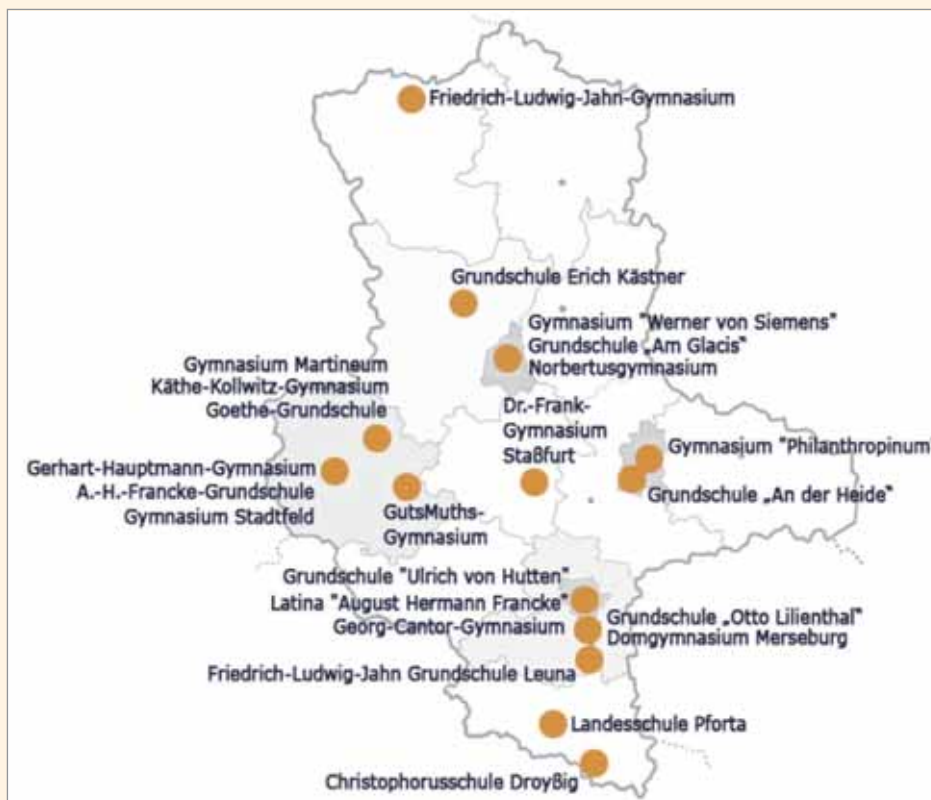 Friedrich-Ludwig-Jahn-Gymnasium
Grundschule Erich Kästner
Gymnasium "Werner von Siemens"
Grundschule „Am Glacis“
Norbertusgymnasium
Gymnasium Martineum
Käthe-Kollwitz-Gymnasium
Goethe-Grundschule
Dr.-Frank-
Gymnasium
Staßfurt
Gymnasium "Philanthropinum"
Grundschule „An der Heide“
Gerhart-Hauptmann-Gymnasium
A.-H.-Francke-Grundschule
Gymnasium Stadtfeld
GutsMuths-
Gymnasium
Grundschule "Ulrich von Hutten"
Latina "August Hermann Francke"
Georg-Cantor-Gymnasium
Grundschule „Otto Lilienthal“
Domgymnasium Merseburg
Friedrich-Ludwig-Jahn Grundschule Leuna
Landesschule Pforta
Christophorusschule Droyßig